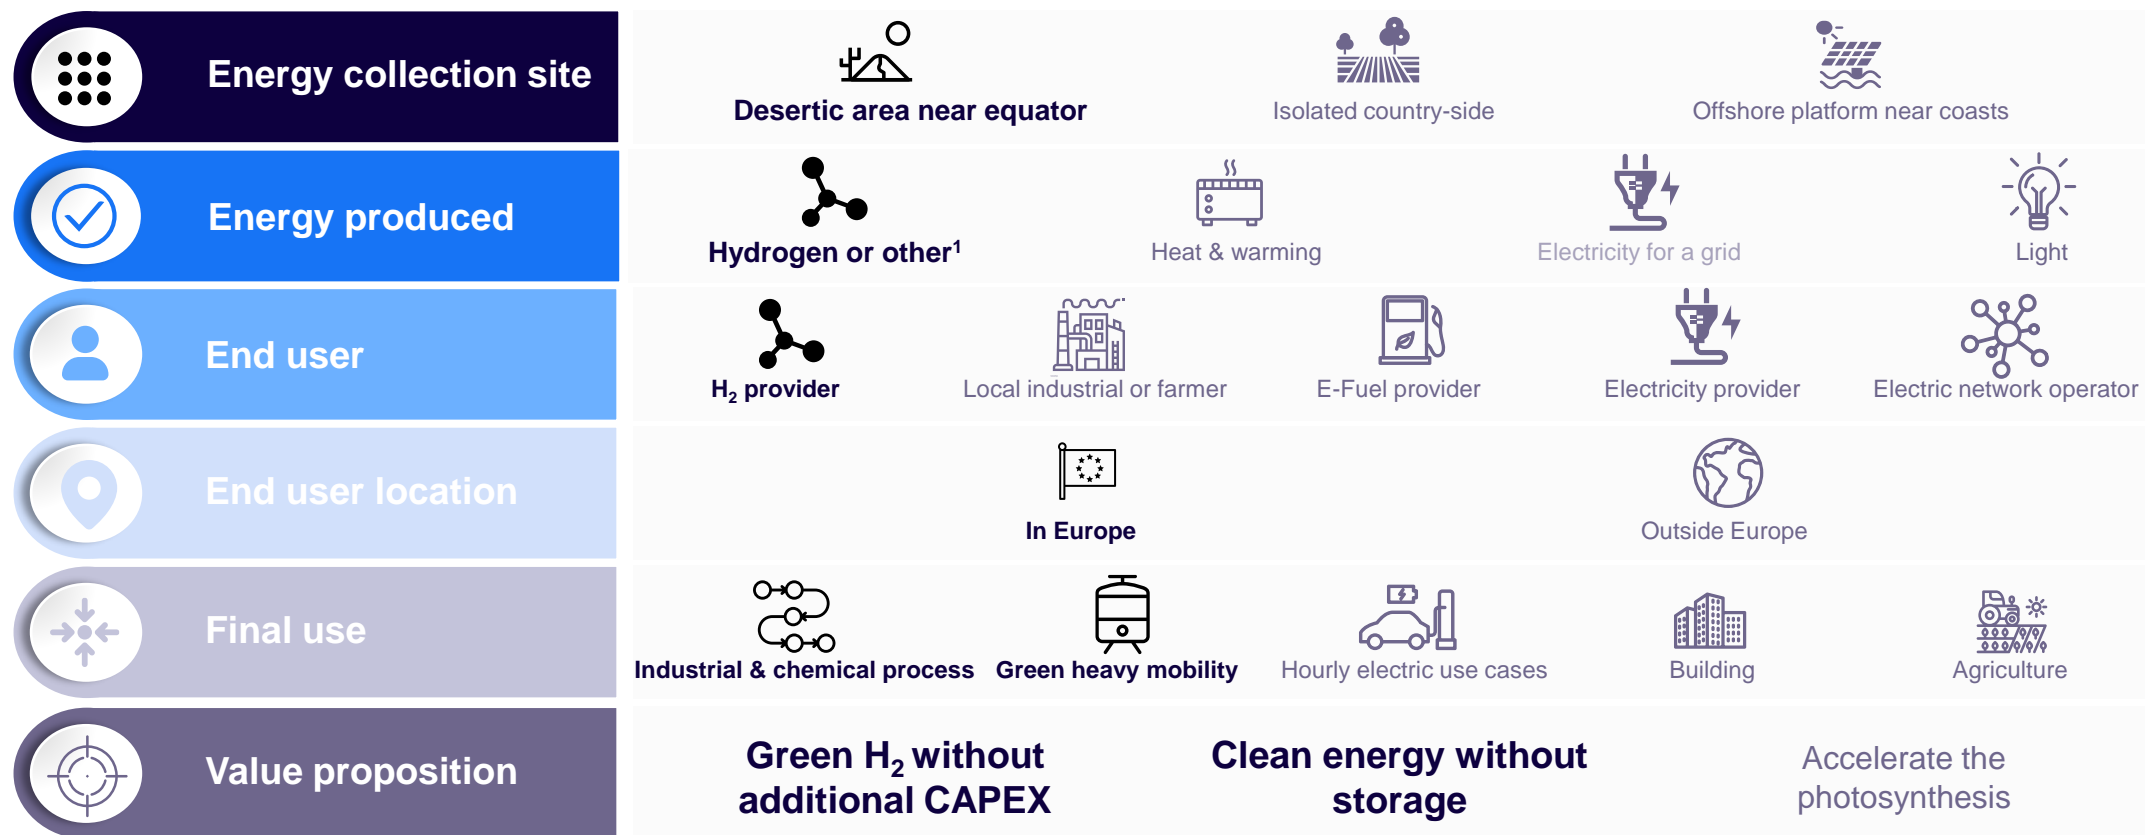 Energy collection site
Desertic area near equator
Isolated country-side
Offshore platform near coasts
Energy produced
Hydrogen or other¹
Heat & warming
Electricity for a grid
Light
End user
H₂ provider
Local industrial or farmer
E-Fuel provider
Electricity provider
Electric network operator
End user location
In Europe
Outside Europe
Final use
Industrial & chemical process
Green heavy mobility
Hourly electric use cases
Building
Agriculture
Value proposition
Green H₂ without
additional CAPEX
Clean energy without
storage
Accelerate the
photosynthesis